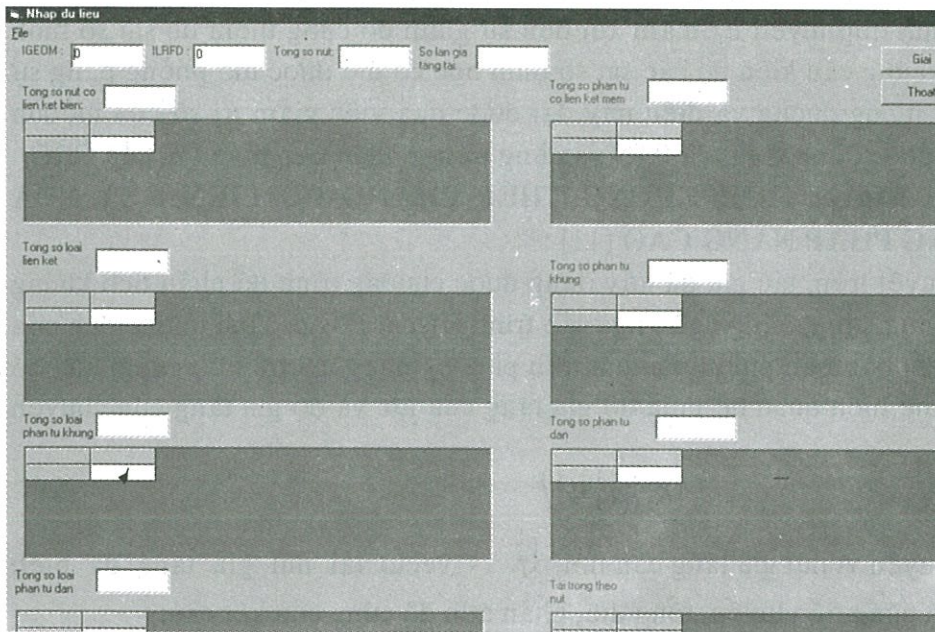 Nhap du lieu
File
IGEOM : 0 ILRFD : 0 Tong so nut: So lan gia tang tai
Giai
Thoat
Tong so nut co lien ket bien:
Tong so phan tu co lien ket mem
Tong so loai lien ket
Tong so phan tu khung
Tong so loai phan tu khung
Tong so phan tu dan
Tong so loai phan tu dan
Tai trong theo nut